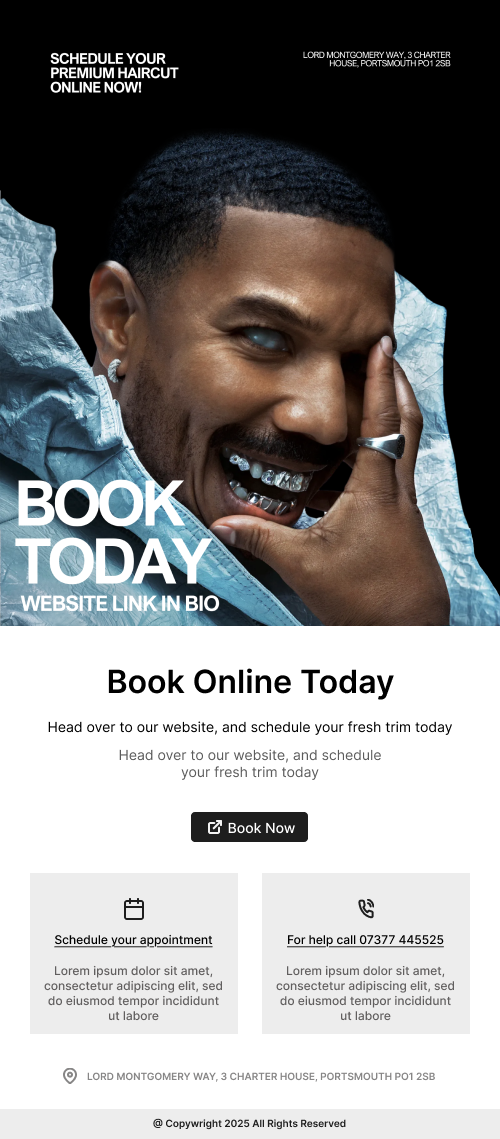 SCHEDULE YOUR
PREMIUM HAIRCUT
ONLINE NOW!
LORD MONTGOMERY WAY, 3 CHARTER
HOUSE, PORTSMOUTH PO1 2SB
BOOK
TODAY
WEBSITE LINK IN BIO
Book Online Today
Head over to our website, and schedule your fresh trim today
Head over to our website, and schedule
your fresh trim today
Book Now
Schedule your appointment
Lorem ipsum dolor sit amet,
consectetur adipiscing elit, sed
do eiusmod tempor incididunt
ut labore
For help call 07377 445525
Lorem ipsum dolor sit amet,
consectetur adipiscing elit, sed
do eiusmod tempor incididunt
ut labore
LORD MONTGOMERY WAY, 3 CHARTER HOUSE, PORTSMOUTH PO1 2SB
@ Copywright 2025 All Rights Reserved